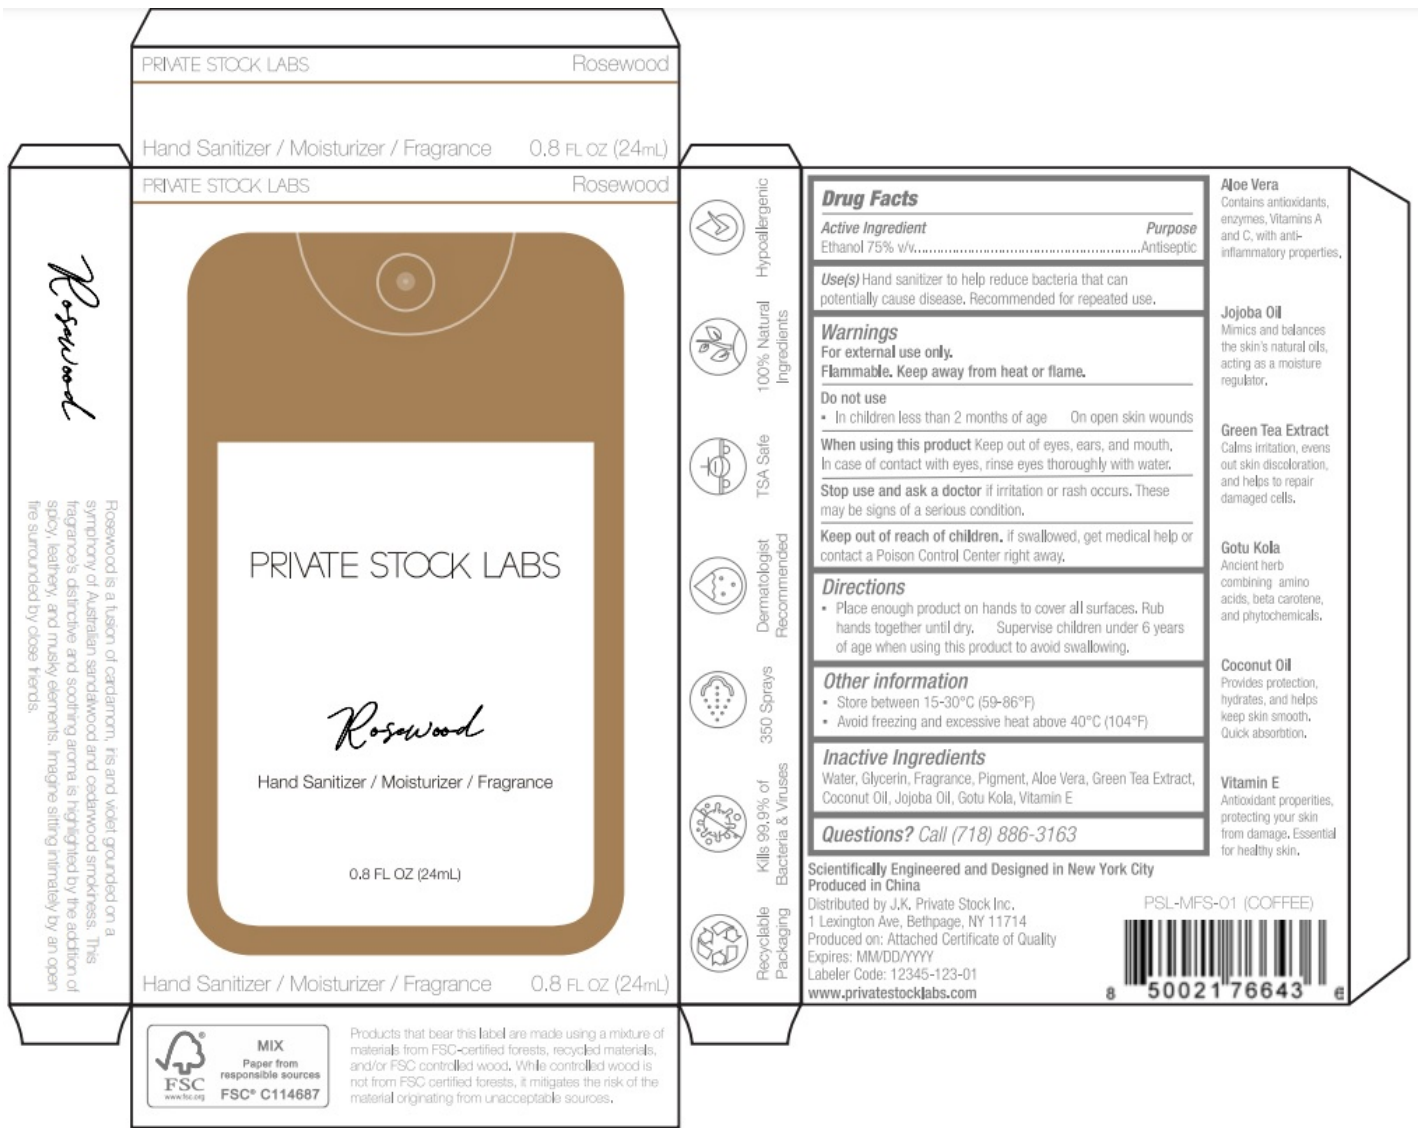 PRIVATE STOCK LABS Rosewood
Hand Sanitizer / Moisturizer / Fragrance 0.8 FL OZ (24mL)
PRIVATE STOCK LABS Rosewood
PRIVATE STOCK LABS
Rosewood
Hand Sanitizer / Moisturizer / Fragrance
0.8 FL OZ (24mL)
Hand Sanitizer / Moisturizer / Fragrance 0.8 FL OZ (24mL)
Rosewood
Rosewood is a fusion of cardamom, iris and violet grounded on a
symphony of Australian sandalwood and cedarwood smokiness. This
fragrance's distinctive and soothing aroma is highlighted by the addition of
spicy, leathery, and musky elements. Imagine sitting intimately by an open
fire surrounded by close friends.
FSC
www.fsc.org
MIX
Paper from
responsible sources
FSC® C114687
Products that bear this label are made using a mixture of
materials from FSC-certified forests, recycled materials,
and/or FSC controlled wood. While controlled wood is
not from FSC certified forests, it mitigates the risk of the
material originating from unacceptable sources.
Hypoallergenic
100% Natural
Ingredients
TSA Safe
Dermatologist
Recommended
350 Sprays
Kills 99.9% of
Bacteria & Viruses
Recyclable
Packaging
Drug Facts
Active Ingredient Purpose
Ethanol 75% v/v.......................................................Antiseptic
Use(s) Hand sanitizer to help reduce bacteria that can
potentially cause disease. Recommended for repeated use.
Warnings
For external use only.
Flammable. Keep away from heat or flame.
Do not use
▪ In children less than 2 months of age On open skin wounds
When using this product Keep out of eyes, ears, and mouth.
In case of contact with eyes, rinse eyes thoroughly with water.
Stop use and ask a doctor if irritation or rash occurs. These
may be signs of a serious condition.
Keep out of reach of children. if swallowed, get medical help or
contact a Poison Control Center right away.
Directions
▪ Place enough product on hands to cover all surfaces. Rub
hands together until dry. Supervise children under 6 years
of age when using this product to avoid swallowing.
Other information
▪ Store between 15-30°C (59-86°F)
▪ Avoid freezing and excessive heat above 40°C (104°F)
Inactive Ingredients
Water, Glycerin, Fragrance, Pigment, Aloe Vera, Green Tea Extract,
Coconut Oil, Jojoba Oil, Gotu Kola, Vitamin E
Questions? Call (718) 886-3163
Scientifically Engineered and Designed in New York City
Produced in China
Distributed by J.K. Private Stock Inc.
1 Lexington Ave, Bethpage, NY 11714
Produced on: Attached Certificate of Quality
Expires: MM/DD/YYYY
Labeler Code: 12345-123-01
www.privatestocklabs.com
Aloe Vera
Contains antioxidants,
enzymes, Vitamins A
and C, with anti-
inflammatory properties.
Jojoba Oil
Mimics and balances
the skin's natural oils,
acting as a moisture
regulator.
Green Tea Extract
Calms irritation, evens
out skin discoloration,
and helps to repair
damaged cells.
Gotu Kola
Ancient herb
combining amino
acids, beta carotene,
and phytochemicals.
Coconut Oil
Provides protection,
hydrates, and helps
keep skin smooth.
Quick absorbtion.
Vitamin E
Antioxidant properities,
protecting your skin
from damage. Essential
for healthy skin.
PSL-MFS-01 (COFFEE)
8 50021 76643